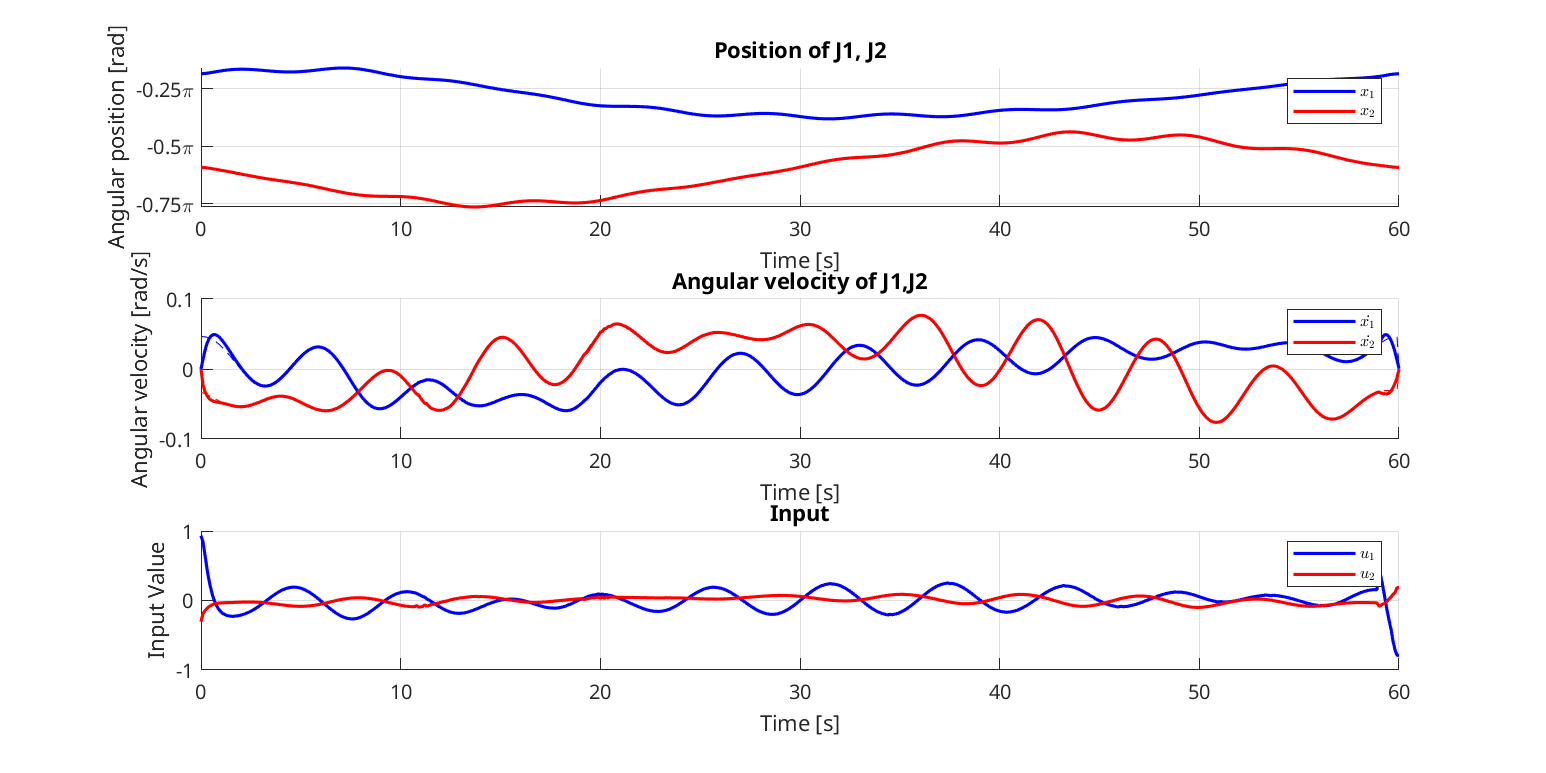 Position of J1, J2
Angular position [rad]
-0.25π
-0.5π
-0.75π
x₁
x₂
0 10 20 30 40 50 60
Time [s]
Angular velocity of J1,J2
Angular velocity [rad/s]
0.1
0
-0.1
ẋ₁
ẋ₂
0 10 20 30 40 50 60
Time [s]
Input
Input Value
1
0
-1
u₁
u₂
0 10 20 30 40 50 60
Time [s]